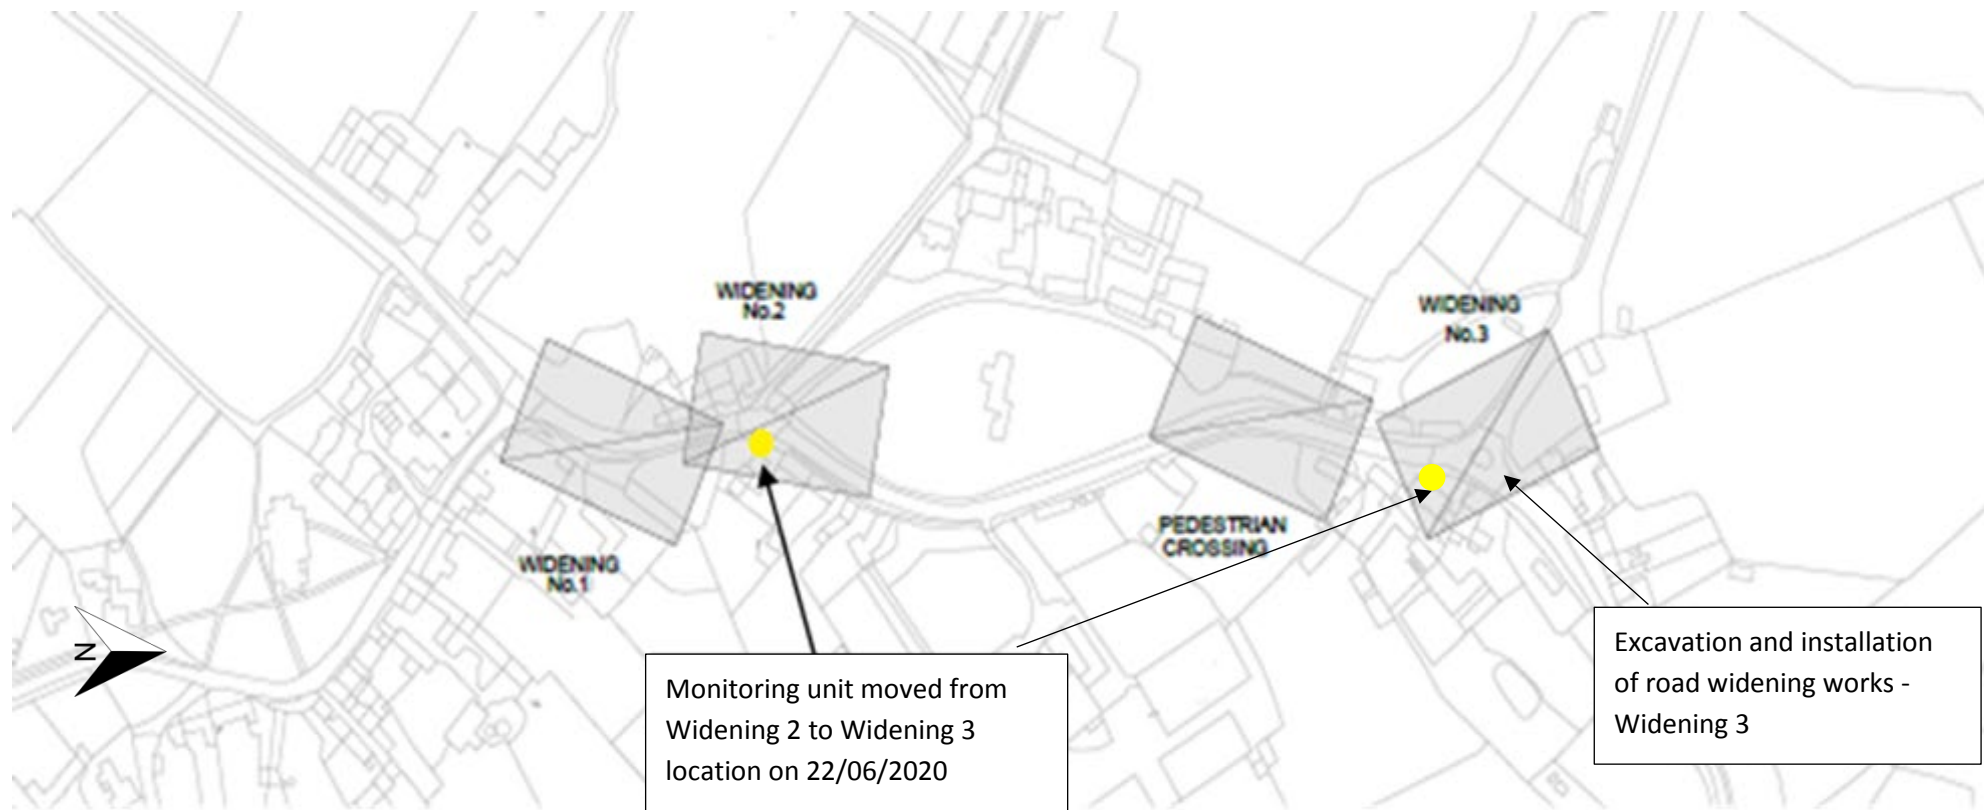 WIDENING
No.2
WIDENING
No.3
WIDENING
No.1
PEDESTRIAN
CROSSING
N
Monitoring unit moved from
Widening 2 to Widening 3
location on 22/06/2020
Excavation and installation
of road widening works -
Widening 3